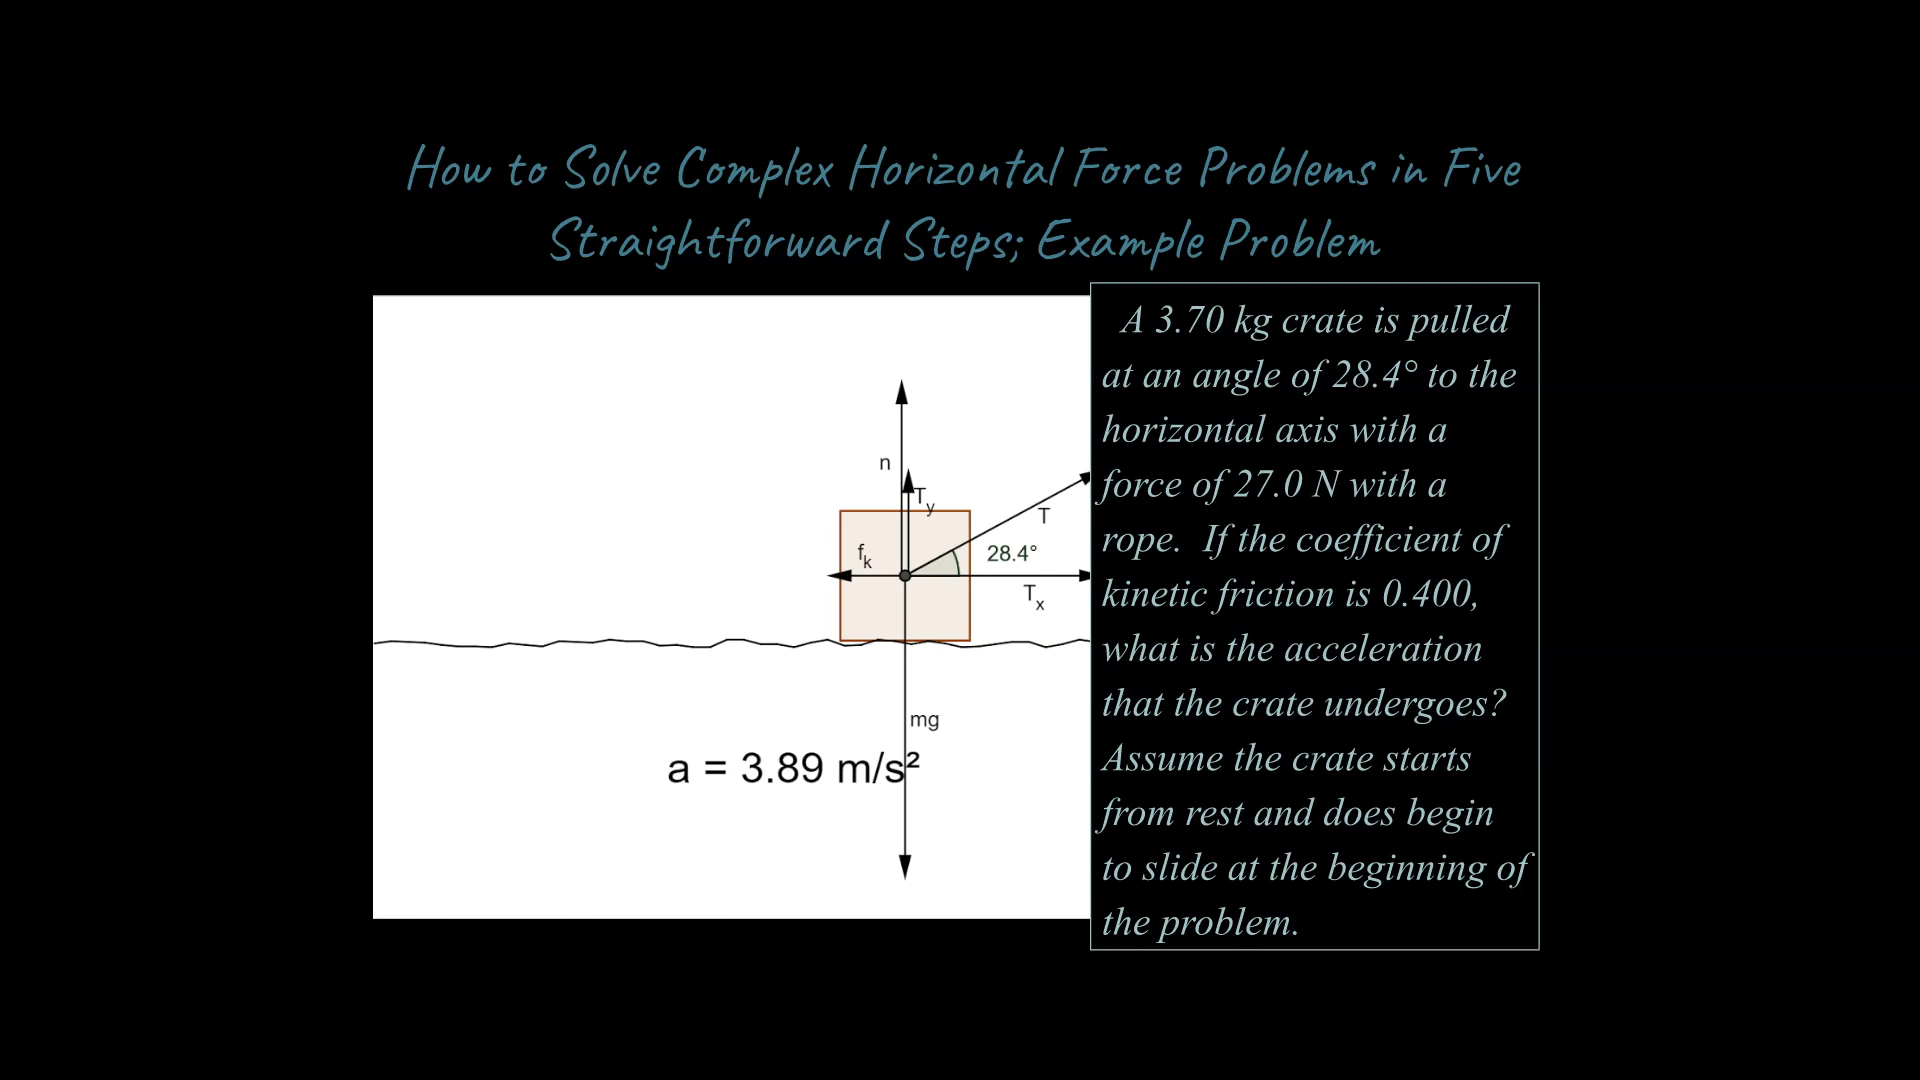 How to Solve Complex Horizontal Force Problems in Five
Straightforward Steps; Example Problem
n
T_y
T
f_k
28.4°
T_x
mg
a = 3.89 m/s²
A 3.70 kg crate is pulled
at an angle of 28.4° to the
horizontal axis with a
force of 27.0 N with a
rope.  If the coefficient of
kinetic friction is 0.400,
what is the acceleration
that the crate undergoes?
Assume the crate starts
from rest and does begin
to slide at the beginning of
the problem.